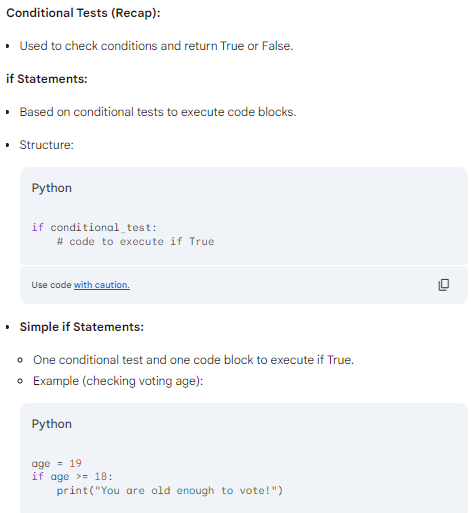 Conditional Tests (Recap):
• Used to check conditions and return True or False.
if Statements:
• Based on conditional tests to execute code blocks.
• Structure:
Python
if conditional_test:
    # code to execute if True
Use code with caution.
• Simple if Statements:
○ One conditional test and one code block to execute if True.
○ Example (checking voting age):
Python
age = 19
if age >= 18:
    print("You are old enough to vote!")